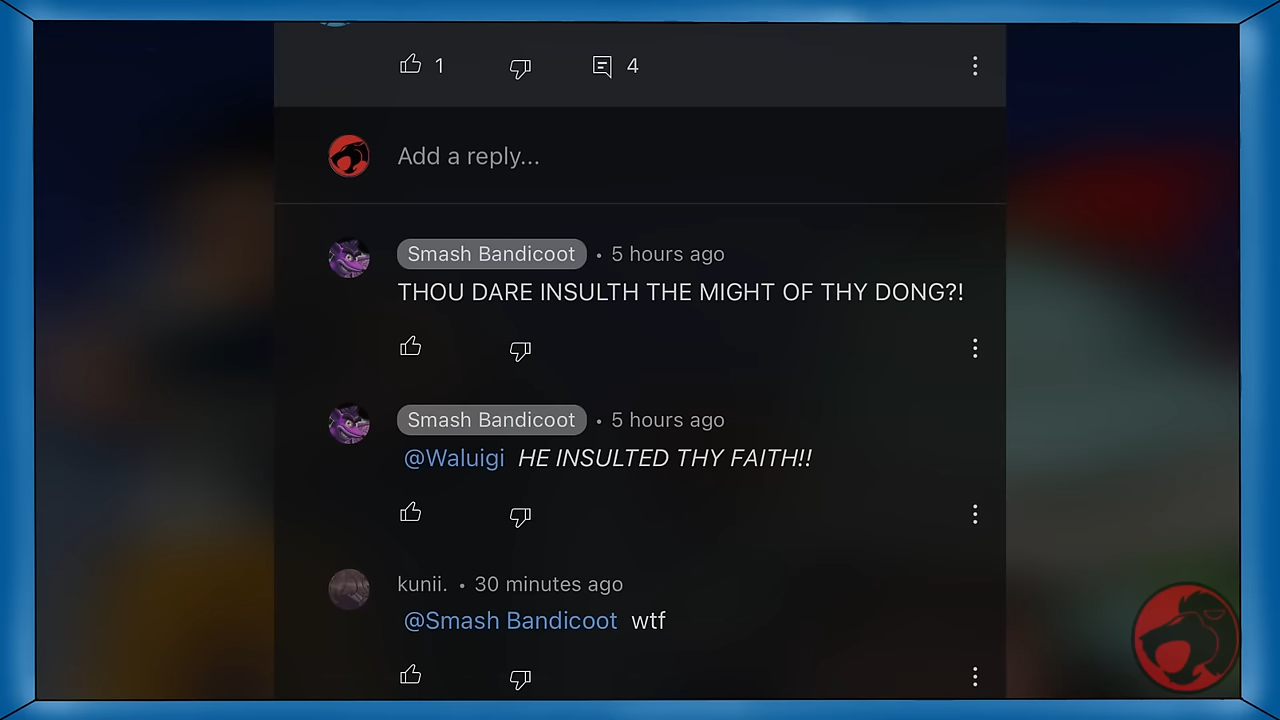 1 4
Add a reply...
Smash Bandicoot • 5 hours ago
THOU DARE INSULTH THE MIGHT OF THY DONG?!
Smash Bandicoot • 5 hours ago
@Waluigi HE INSULTED THY FAITH!!
kunii. • 30 minutes ago
@Smash Bandicoot wtf